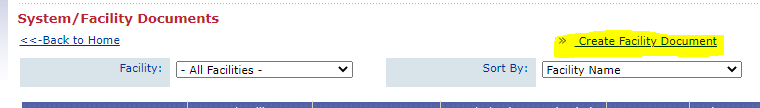 System/Facility Documents
<<-Back to Home
» Create Facility Document
Facility: - All Facilities -
Sort By: Facility Name